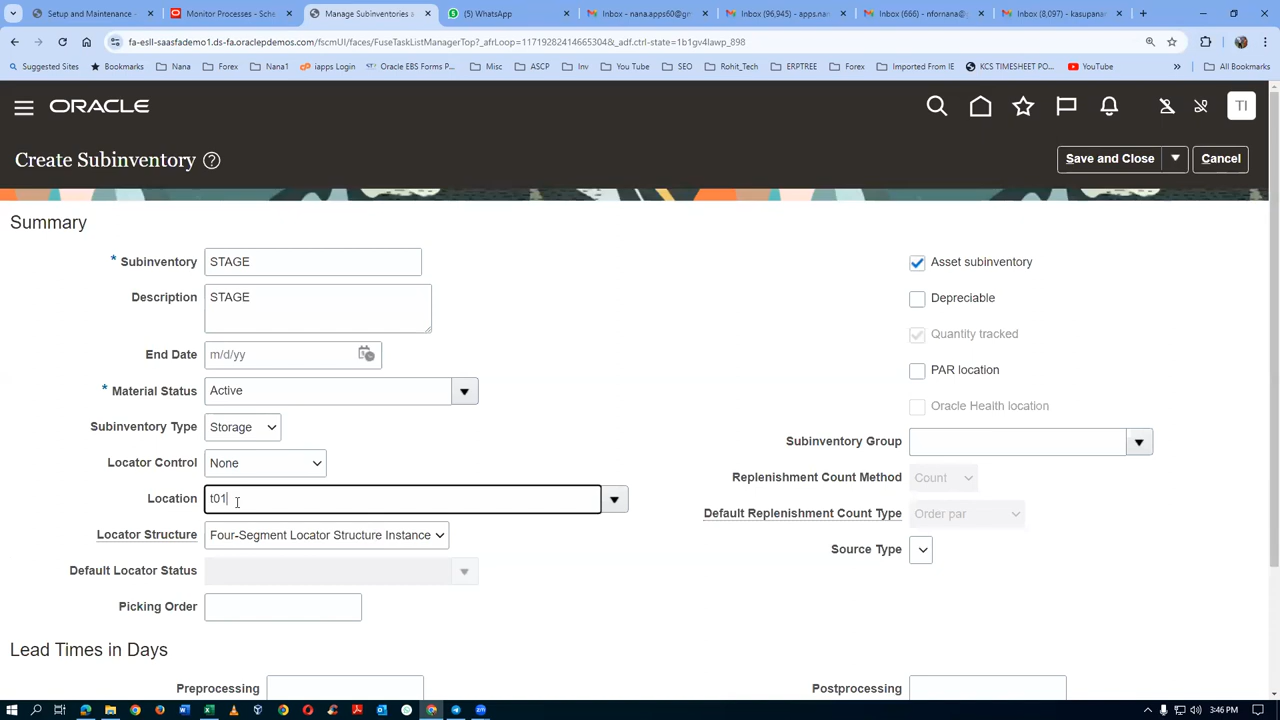 Setup and Maintenance - 
Monitor Processes - Sche
Manage Subinventories a
(5) WhatsApp
Inbox - nana.apps60@gm
Inbox (96,945) - apps.nan
Inbox (666) - nfornana@g
Inbox (8,097) - kasupana
fa-esll-saasfademo1.ds-fa.oraclepdemos.com/fscmUI/faces/FuseTaskListManagerTop?_afrLoop=117192824146653​04&_adf.ctrl-state=1b1gv4lawp_898
Suggested Sites
Bookmarks
Nana
Forex
Nana1
iapps Login
Oracle EBS Forms P...
Misc
ASCP
Inv
You Tube
SEO
Rohit_Tech
ERPTREE
Forex
Imported From IE
KCS TIMESHEET PO...
YouTube
All Bookmarks
ORACLE
TI
Create Subinventory
Save and Close
Cancel
Summary
* Subinventory STAGE
Asset subinventory
Description STAGE
Depreciable
Quantity tracked
End Date m/d/yy
PAR location
* Material Status Active
Oracle Health location
Subinventory Type Storage
Subinventory Group
Locator Control None
Replenishment Count Method Count
Location t01
Default Replenishment Count Type Order par
Locator Structure Four-Segment Locator Structure Instance
Source Type
Default Locator Status
Picking Order
Lead Times in Days
Preprocessing
Postprocessing
3:46 PM